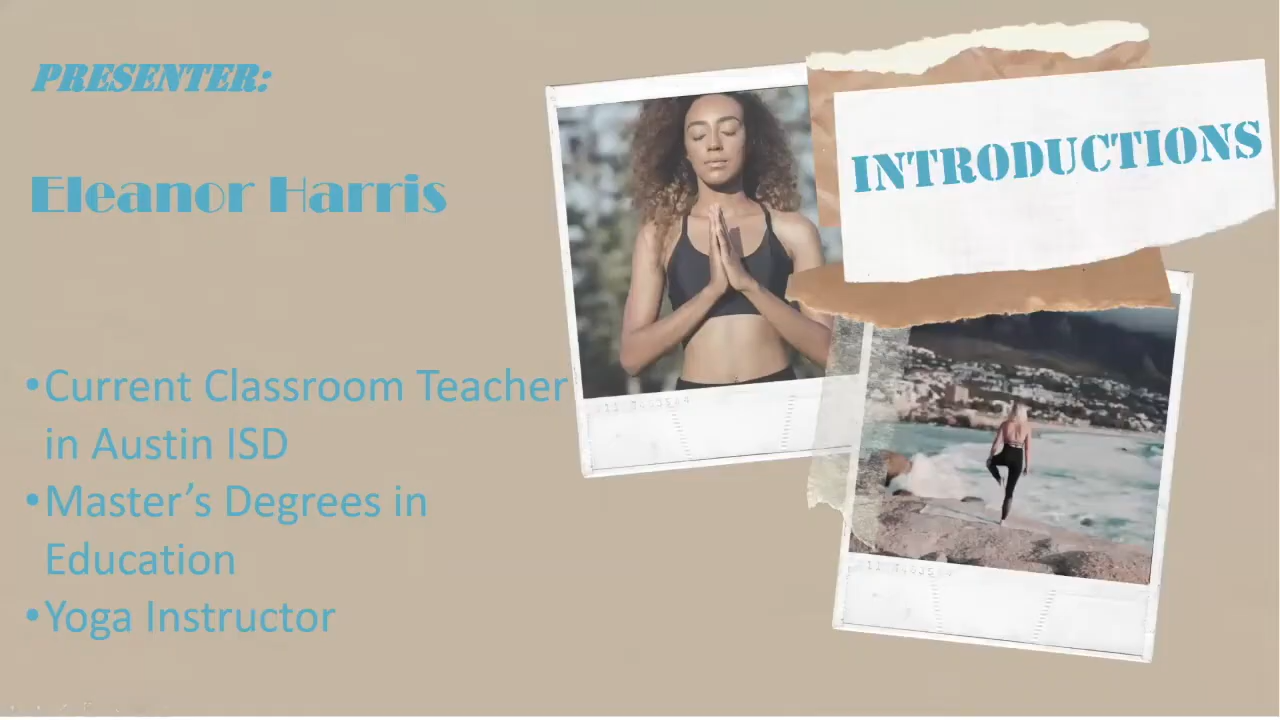 PRESENTER:
Eleanor Harris
•Current Classroom Teacher
in Austin ISD
•Master’s Degrees in
Education
•Yoga Instructor
INTRODUCTIONS